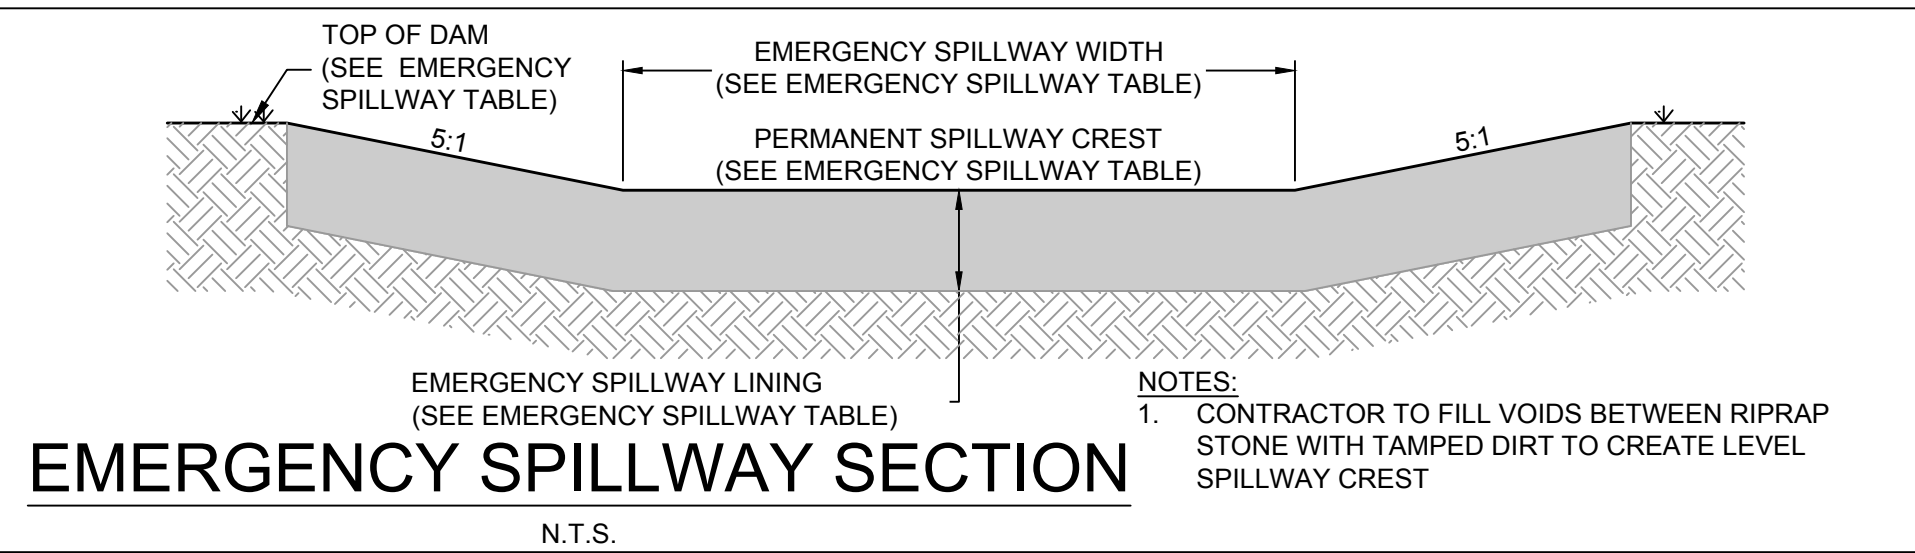 TOP OF DAM
(SEE EMERGENCY
SPILLWAY TABLE)
EMERGENCY SPILLWAY WIDTH
(SEE EMERGENCY SPILLWAY TABLE)
5:1
PERMANENT SPILLWAY CREST
(SEE EMERGENCY SPILLWAY TABLE)
5:1
EMERGENCY SPILLWAY LINING
(SEE EMERGENCY SPILLWAY TABLE)
NOTES:
1. CONTRACTOR TO FILL VOIDS BETWEEN RIPRAP
STONE WITH TAMPED DIRT TO CREATE LEVEL
SPILLWAY CREST
EMERGENCY SPILLWAY SECTION
N.T.S.